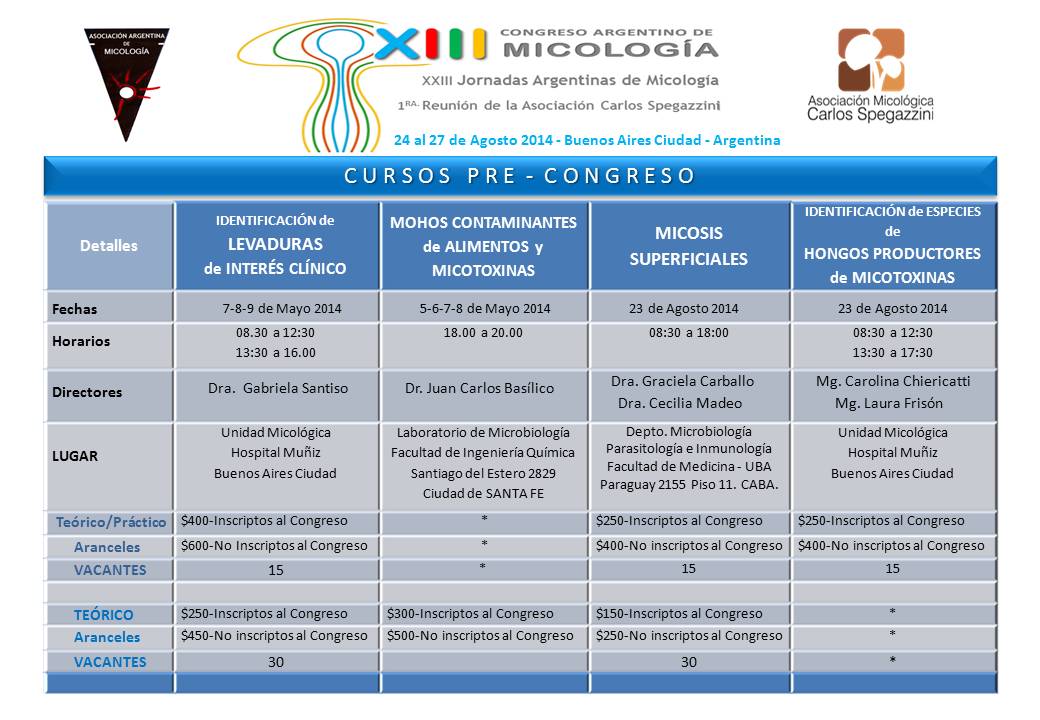 ASOCIACIÓN ARGENTINA
DE
MICOLOGÍA
XIII CONGRESO ARGENTINO DE
MICOLOGÍA
XXIII Jornadas Argentinas de Micología
1RA. Reunión de la Asociación Carlos Spegazzini
24 al 27 de Agosto 2014 - Buenos Aires Ciudad - Argentina
Asociación Micológica
Carlos Spegazzini
CURSOS PRE - CONGRESO
Detalles
IDENTIFICACIÓN de
LEVADURAS
de INTERÉS CLÍNICO
MOHOS CONTAMINANTES
de ALIMENTOS y
MICOTOXINAS
MICOSIS
SUPERFICIALES
IDENTIFICACIÓN de ESPECIES
de
HONGOS PRODUCTORES
de MICOTOXINAS
Fechas
7-8-9 de Mayo 2014
5-6-7-8 de Mayo 2014
23 de Agosto 2014
23 de Agosto 2014
Horarios
08.30 a 12:30
13:30 a 16.00
18.00 a 20.00
08:30 a 18:00
08:30 a 12:30
13:30 a 17:30
Directores
Dra. Gabriela Santiso
Dr. Juan Carlos Basílico
Dra. Graciela Carballo
Dra. Cecilia Madeo
Mg. Carolina Chiericatti
Mg. Laura Frisón
LUGAR
Unidad Micológica
Hospital Muñiz
Buenos Aires Ciudad
Laboratorio de Microbiología
Facultad de Ingeniería Química
Santiago del Estero 2829
Ciudad de SANTA FE
Depto. Microbiología
Parasitología e Inmunología
Facultad de Medicina - UBA
Paraguay 2155 Piso 11. CABA.
Unidad Micológica
Hospital Muñiz
Buenos Aires Ciudad
Teórico/Práctico
$400-Inscriptos al Congreso
*
$250-Inscriptos al Congreso
$250-Inscriptos al Congreso
Aranceles
$600-No Inscriptos al Congreso
*
$400-No inscriptos al Congreso
$400-No inscriptos al Congreso
VACANTES
15
*
15
15
TEÓRICO
$250-Inscriptos al Congreso
$300-Inscriptos al Congreso
$150-Inscriptos al Congreso
*
Aranceles
$450-No inscriptos al Congreso
$500-No inscriptos al Congreso
$250-No inscriptos al Congreso
*
VACANTES
30
30
*